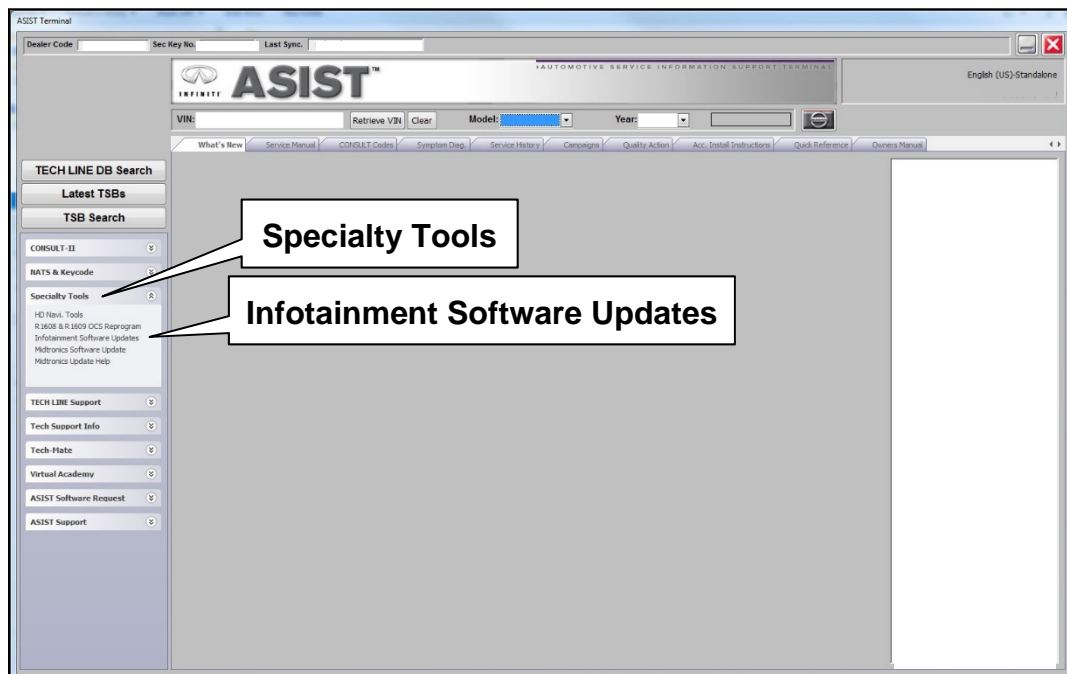 ASIST Terminal
Dealer Code Sec Key No. Last Sync.
INFINITI ASIST™
AUTOMOTIVE SERVICE INFORMATION SUPPORT TERMINAL
English (US)-Standalone
VIN: Retrieve VIN Clear Model: Year:
What's New Service Manual CONSULT Codes Symptom Diag. Service History Campaigns Quality Action Acc. Install Instructions Quick Reference Owners Manual
TECH LINE DB Search
Latest TSBs
TSB Search
CONSULT-II
NATS & Keycode
Specialty Tools
HD Navi. Tools
R1608 & R1609 OCS Reprogram
Infotainment Software Updates
Midtronics Software Update
Midtronics Update Help
TECH LINE Support
Tech Support Info
Tech-Mate
Virtual Academy
ASIST Software Request
ASIST Support
Specialty Tools
Infotainment Software Updates